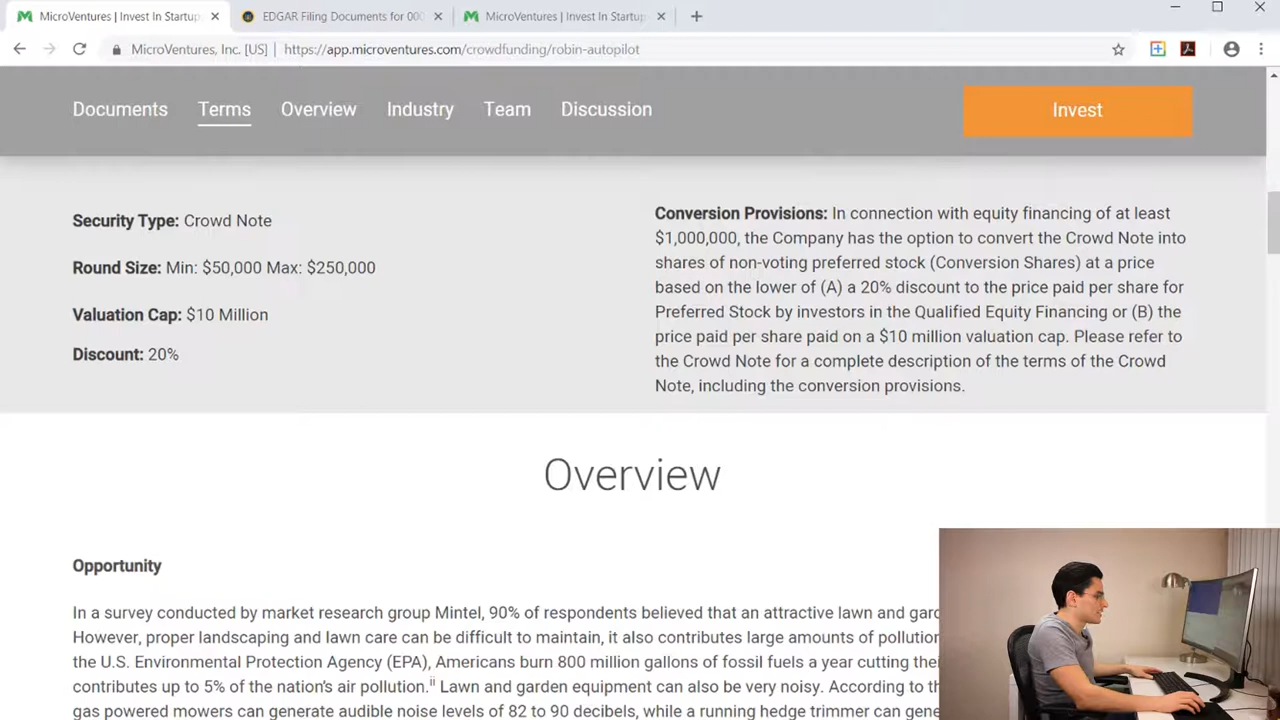 MicroVentures | Invest In Startup
EDGAR Filing Documents for 000
MicroVentures | Invest In Startup
MicroVentures, Inc. [US] | https://app.microventures.com/crowdfunding/robin-autopilot
Documents Terms Overview Industry Team Discussion Invest
Security Type: Crowd Note
Round Size: Min: $50,000 Max: $250,000
Valuation Cap: $10 Million
Discount: 20%
Conversion Provisions: In connection with equity financing of at least
$1,000,000, the Company has the option to convert the Crowd Note into
shares of non-voting preferred stock (Conversion Shares) at a price
based on the lower of (A) a 20% discount to the price paid per share for
Preferred Stock by investors in the Qualified Equity Financing or (B) the
price paid per share paid on a $10 million valuation cap. Please refer to
the Crowd Note for a complete description of the terms of the Crowd
Note, including the conversion provisions.
Overview
Opportunity
In a survey conducted by market research group Mintel, 90% of respondents believed that an attractive lawn and gard
However, proper landscaping and lawn care can be difficult to maintain, it also contributes large amounts of pollution
the U.S. Environmental Protection Agency (EPA), Americans burn 800 million gallons of fossil fuels a year cutting thei
contributes up to 5% of the nation's air pollution.ii Lawn and garden equipment can also be very noisy. According to th
gas powered mowers can generate audible noise levels of 82 to 90 decibels, while a running hedge trimmer can gene